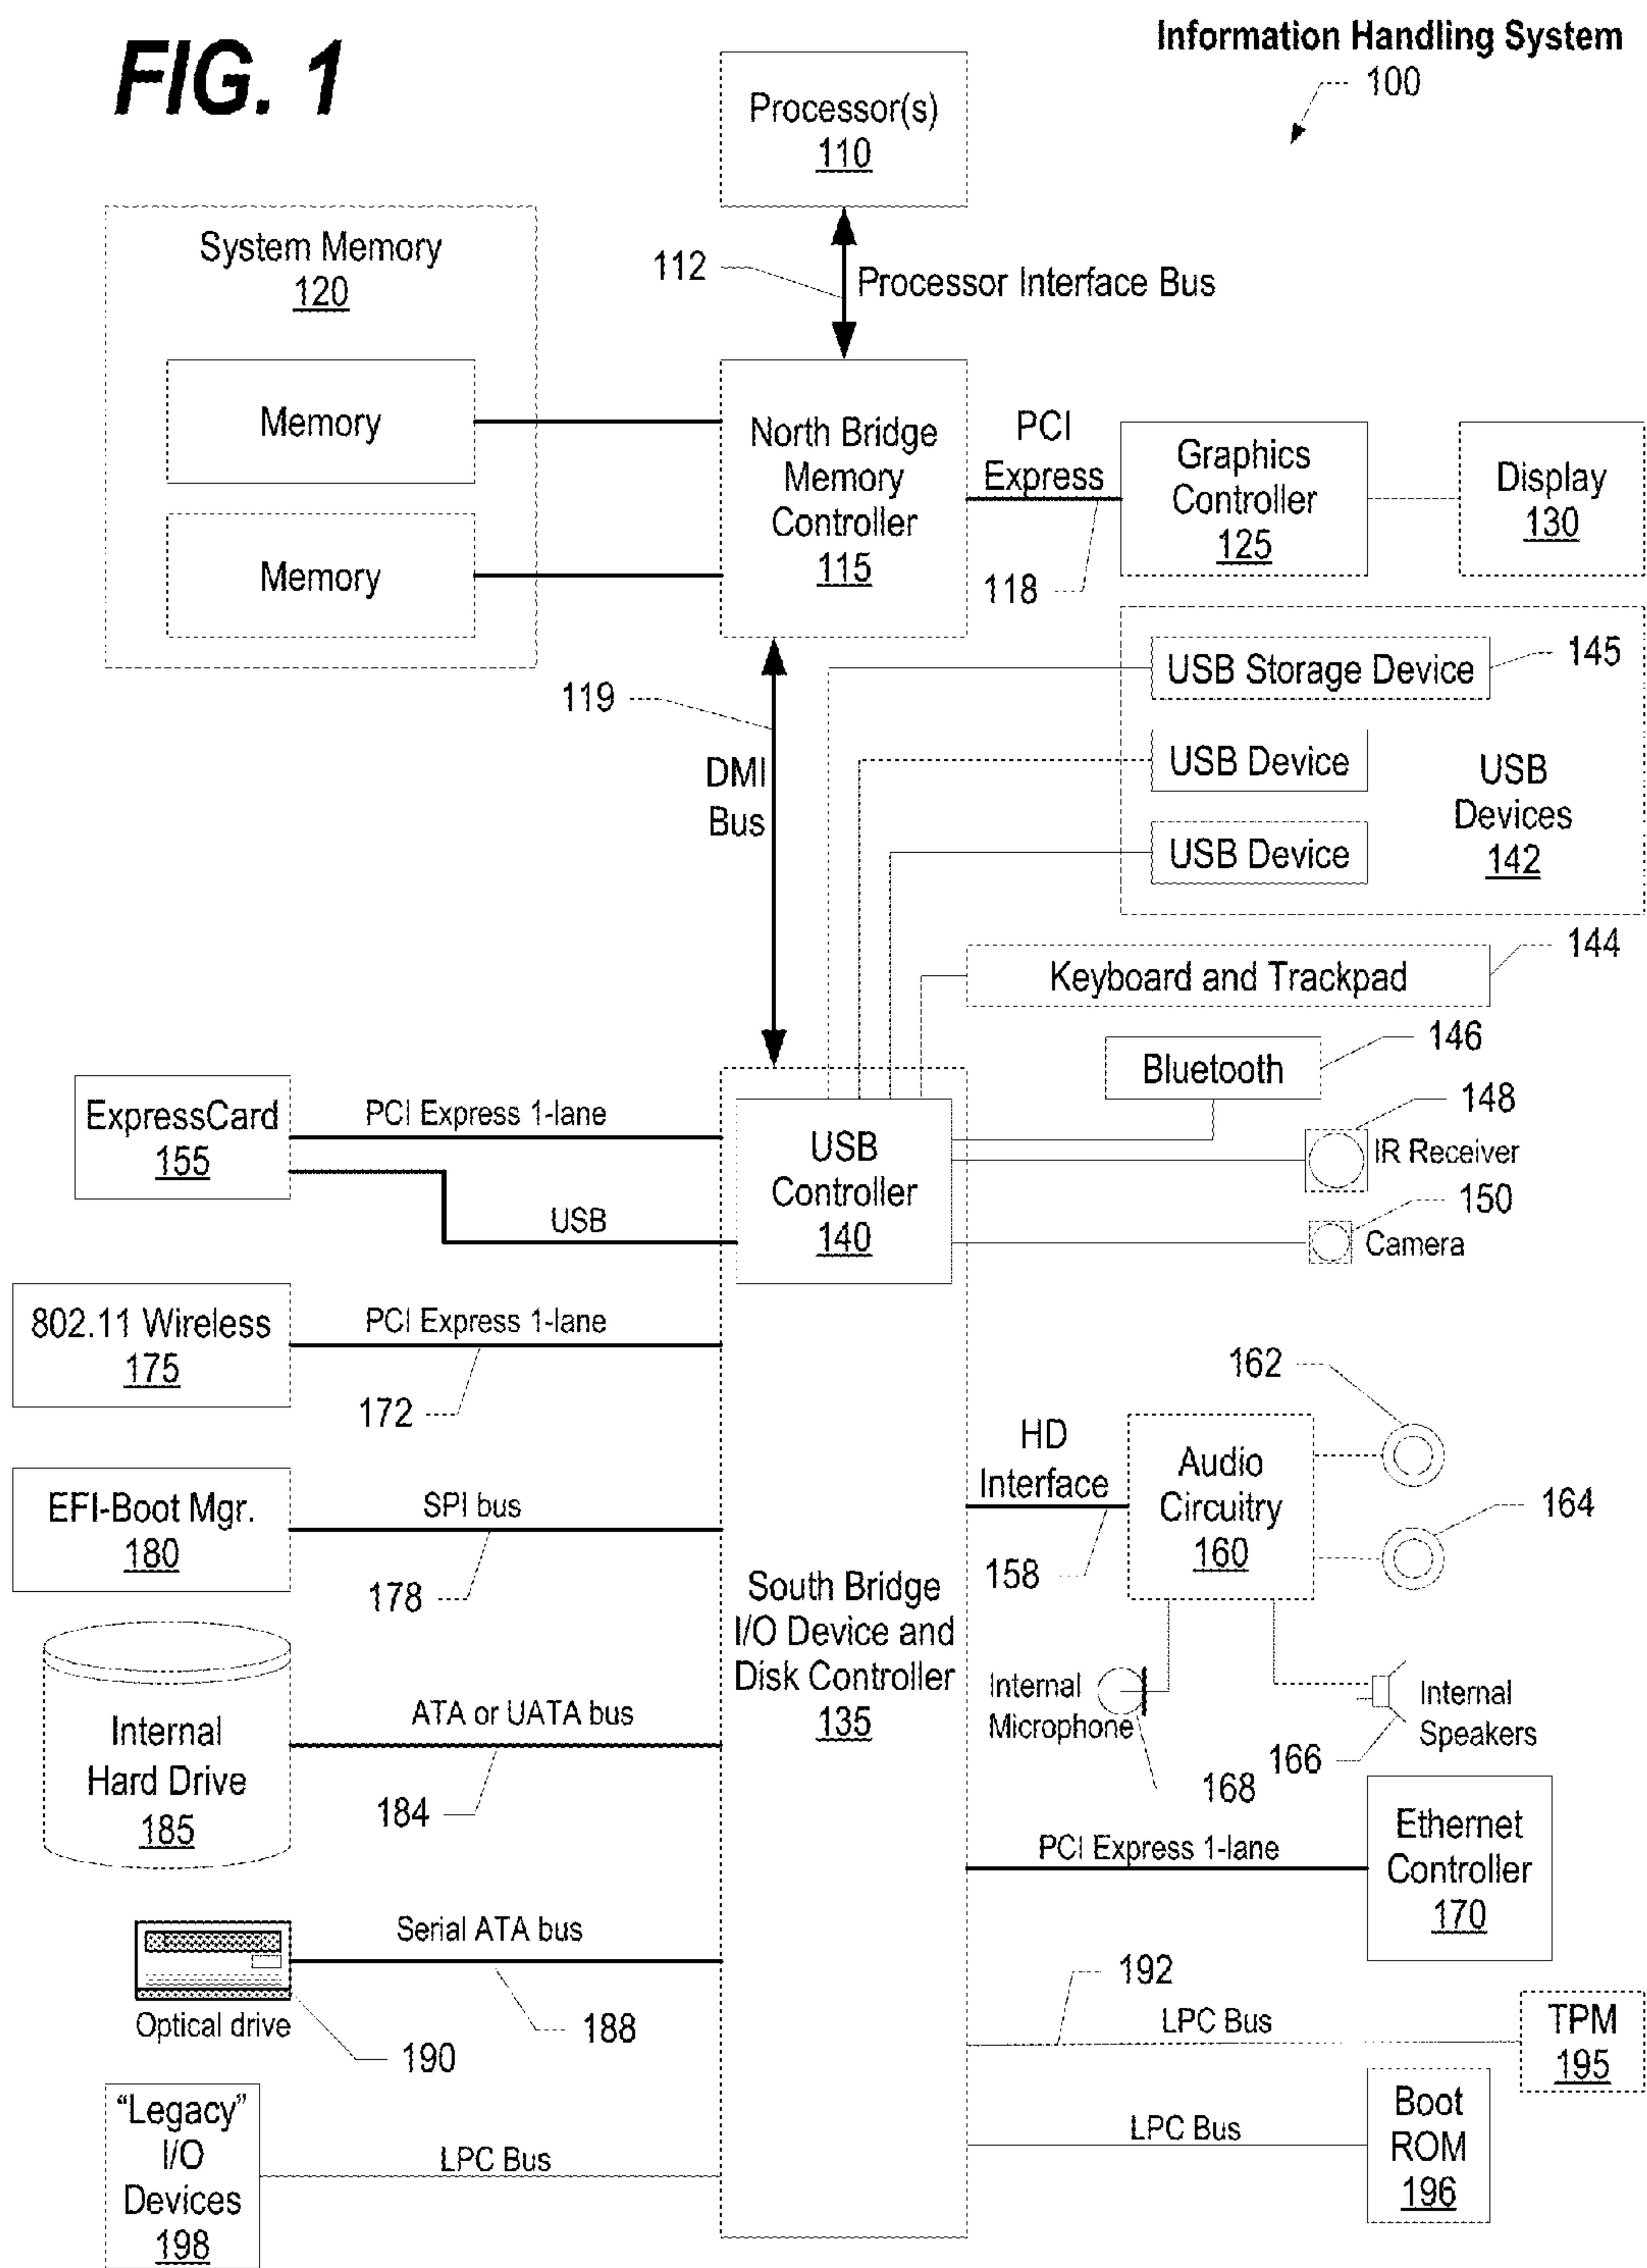 FIG. 1
Information Handling System
100
Processor(s)
110
System Memory
120
112
Processor Interface Bus
Memory
Memory
North Bridge
Memory
Controller
115
PCI
Express
118
Graphics
Controller
125
Display
130
119
DMI
Bus
USB Storage Device
145
USB Device
USB Device
USB
Devices
142
Keyboard and Trackpad
144
Bluetooth
146
148
IR Receiver
150
Camera
ExpressCard
155
PCI Express 1-lane
USB
USB
Controller
140
802.11 Wireless
175
PCI Express 1-lane
172
162
HD
Interface
158
Audio
Circuitry
160
164
EFI-Boot Mgr.
180
SPI bus
178
South Bridge
I/O Device and
Disk Controller
135
Internal
Microphone
168
Internal
Speakers
166
Internal
Hard Drive
185
ATA or UATA bus
184
PCI Express 1-lane
Ethernet
Controller
170
Optical drive
190
Serial ATA bus
188
192
LPC Bus
TPM
195
"Legacy"
I/O
Devices
198
LPC Bus
LPC Bus
Boot
ROM
196